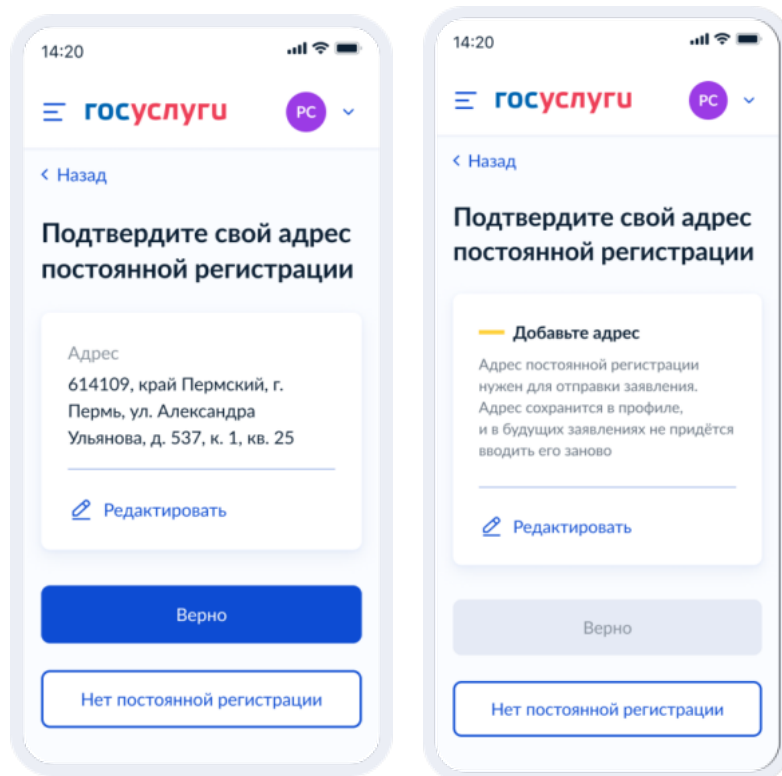 14:20
госуслуги
РС
Назад
Подтвердите свой адрес
постоянной регистрации
Адрес
614109, край Пермский, г.
Пермь, ул. Александра
Ульянова, д. 537, к. 1, кв. 25
Редактировать
Верно
Нет постоянной регистрации
14:20
госуслуги
РС
Назад
Подтвердите свой адрес
постоянной регистрации
Добавьте адрес
Адрес постоянной регистрации
нужен для отправки заявления.
Адрес сохранится в профиле,
и в будущих заявлениях не придётся
вводить его заново
Редактировать
Верно
Нет постоянной регистрации